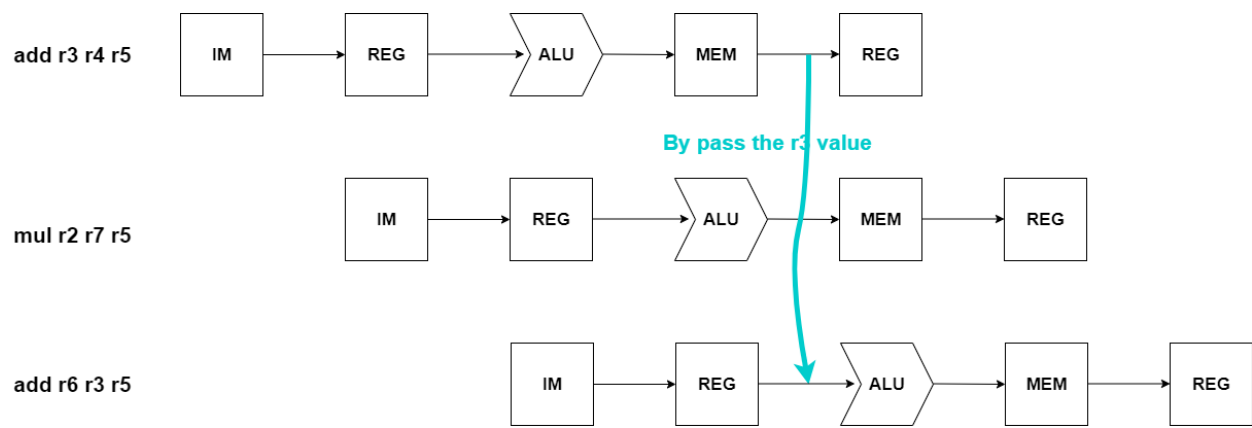 add r3 r4 r5
IM
REG
ALU
MEM
REG
By pass the r3 value
mul r2 r7 r5
IM
REG
ALU
MEM
REG
add r6 r3 r5
IM
REG
ALU
MEM
REG